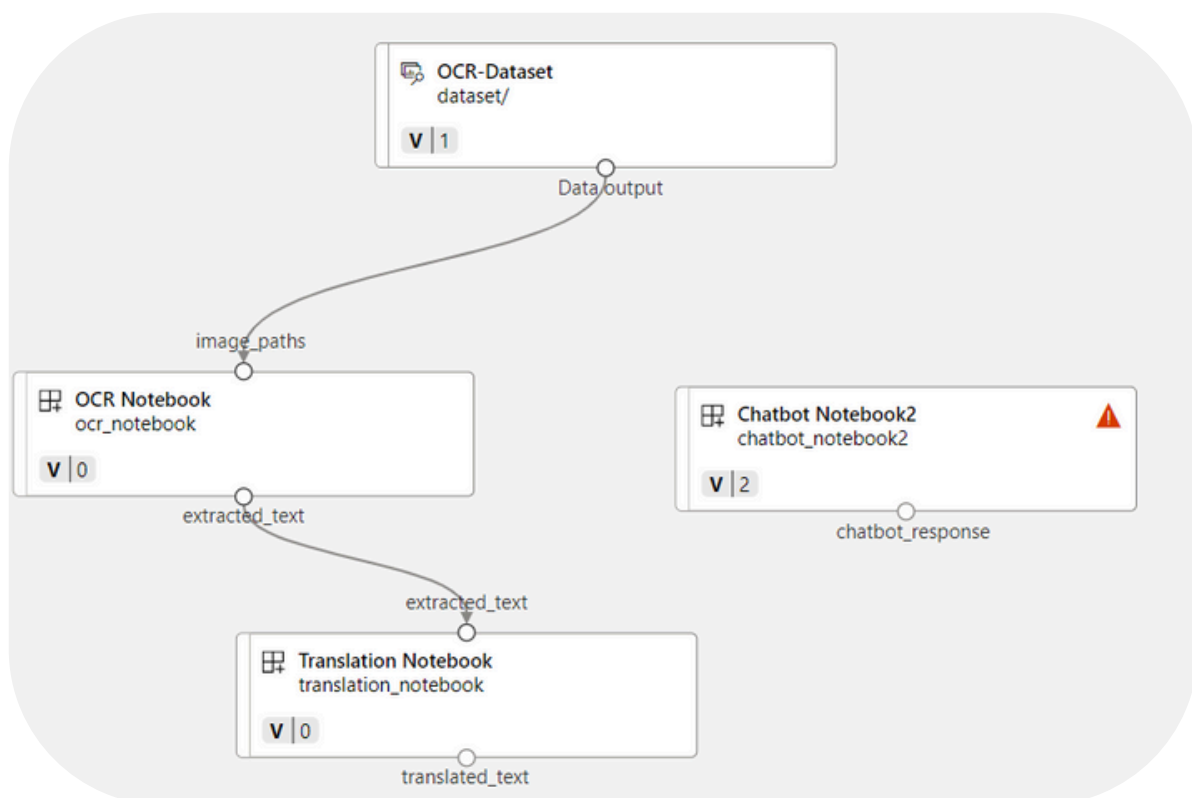 OCR-Dataset
dataset/
V | 1
Data output
image_paths
OCR Notebook
ocr_notebook
V | 0
extracted_text
Chatbot Notebook2
chatbot_notebook2
V | 2
chatbot_response
extracted_text
Translation Notebook
translation_notebook
V | 0
translated_text